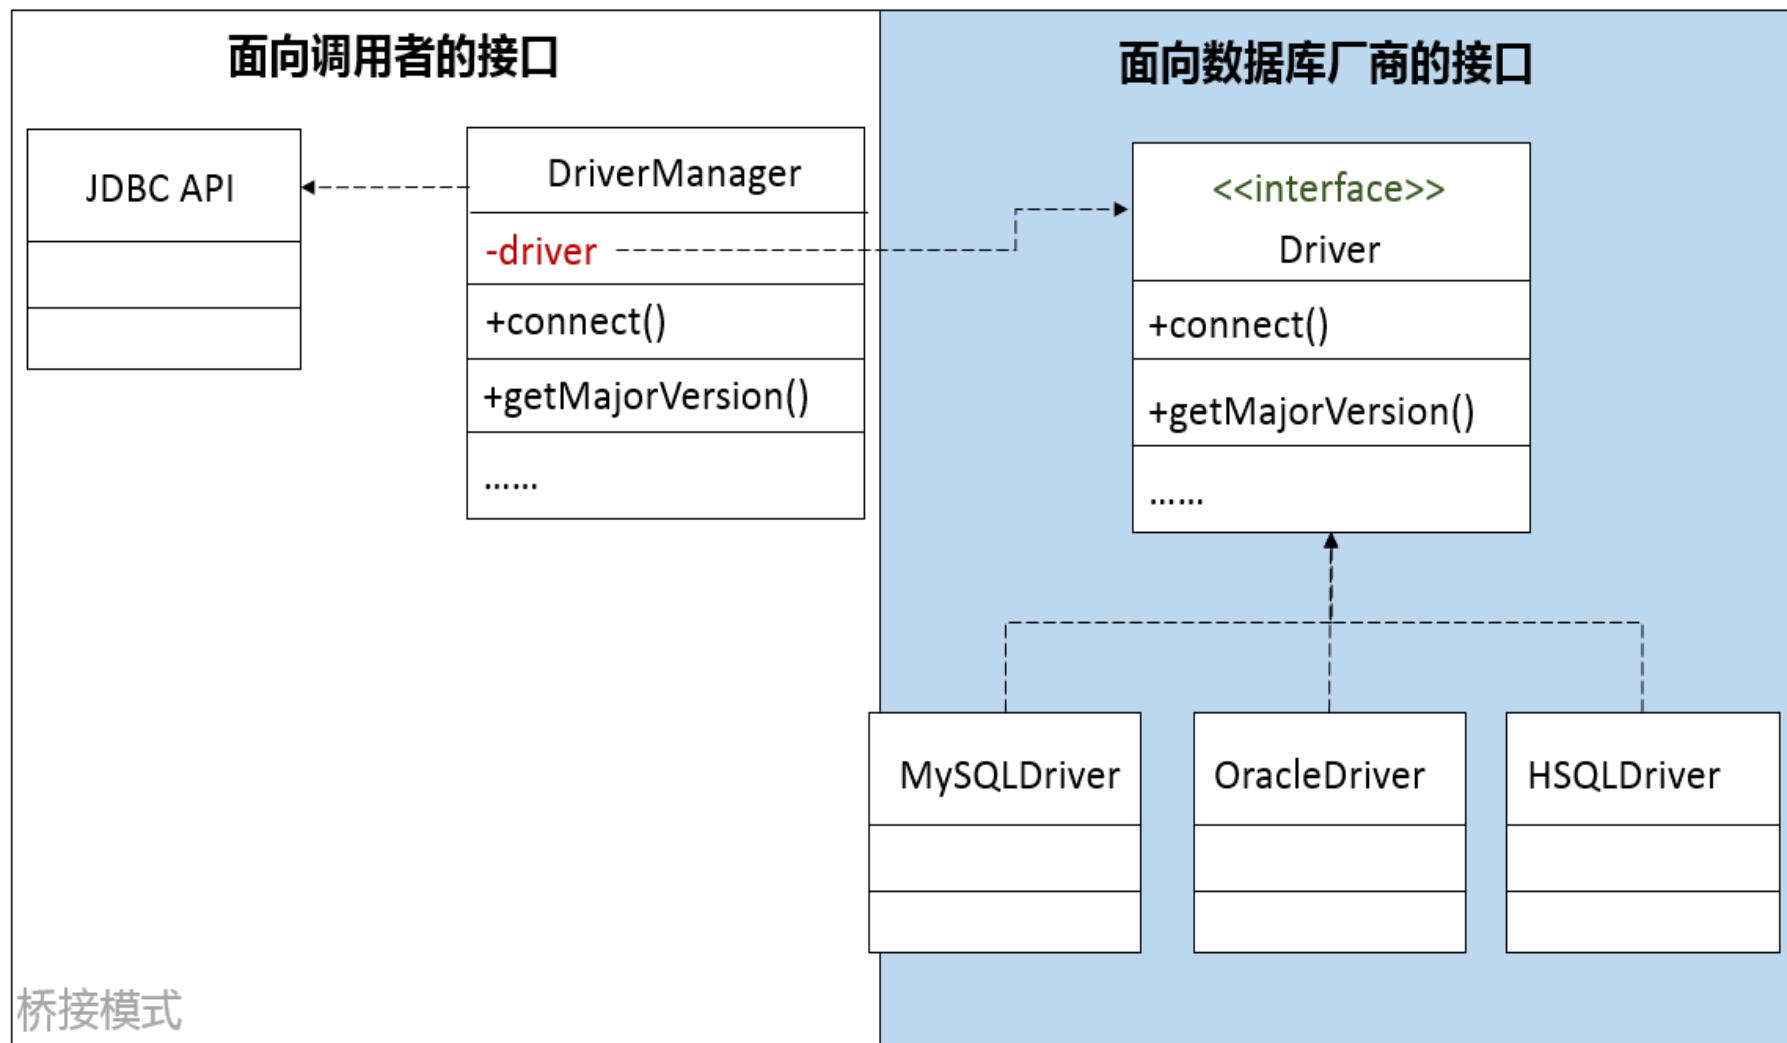 面向调用者的接口
面向数据库厂商的接口
JDBC API
DriverManager
-driver
+connect()
+getMajorVersion()
......
<<interface>>
Driver
+connect()
+getMajorVersion()
......
MySQLDriver
OracleDriver
HSQLDriver
桥接模式